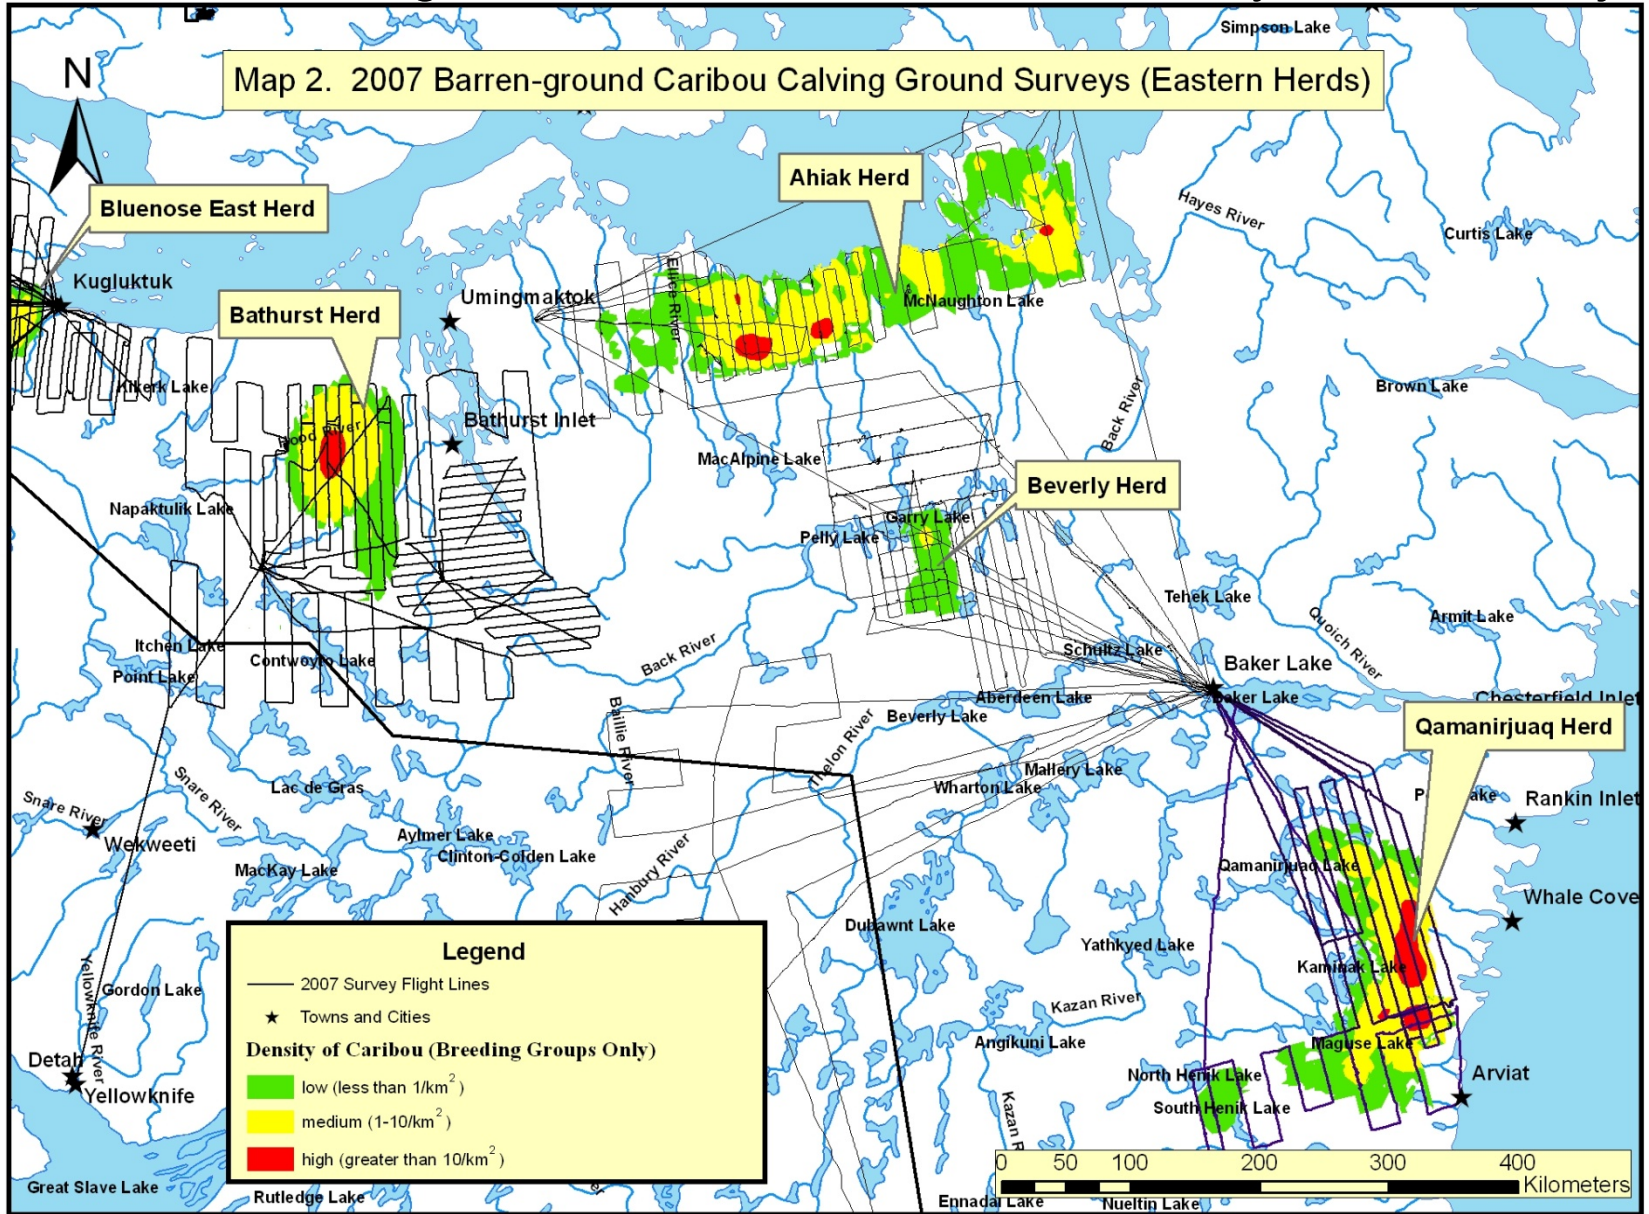 Simpson Lake
N
Map 2. 2007 Barren-ground Caribou Calving Ground Surveys (Eastern Herds)
Ahiak Herd
Bluenose East Herd
Hayes River
Curtis Lake
Kugluktuk
Ellice River
Umingmaktok
McNaughton Lake
Bathurst Herd
Kikerk Lake
Brown Lake
Bathurst Inlet
Hood River
Back River
MacAlpine Lake
Beverly Herd
Napaktulik Lake
Garry Lake
Pelly Lake
Tehek Lake
Quoich River
Armit Lake
Itchen Lake
Contwoyto Lake
Back River
Schultz Lake
Baker Lake
Point Lake
Aberdeen Lake
Baker Lake
Chesterfield Inlet
Baillie River
Beverly Lake
Thelon River
Qamanirjuaq Herd
Snare River
Snare River
Lac de Gras
Mallery Lake
Wharton Lake
Rankin Inlet
Wekweeti
Aylmer Lake
Clinton-Colden Lake
MacKay Lake
Hanbury River
Qamanirjuaq Lake
Whale Cove
Dubawnt Lake
Yathkyed Lake
Kaminak Lake
Yellowknife River
Gordon Lake
Kazan River
Angikuni Lake
Maguse Lake
Detah
Yellowknife
North Henik Lake
South Henik Lake
Arviat
Kazan R
Great Slave Lake
Rutledge Lake
Ennadai Lake
Nueltin Lake
Legend
2007 Survey Flight Lines
Towns and Cities
Density of Caribou (Breeding Groups Only)
low (less than 1/km²)
medium (1-10/km²)
high (greater than 10/km²)
0 50 100 200 300 400
Kilometers